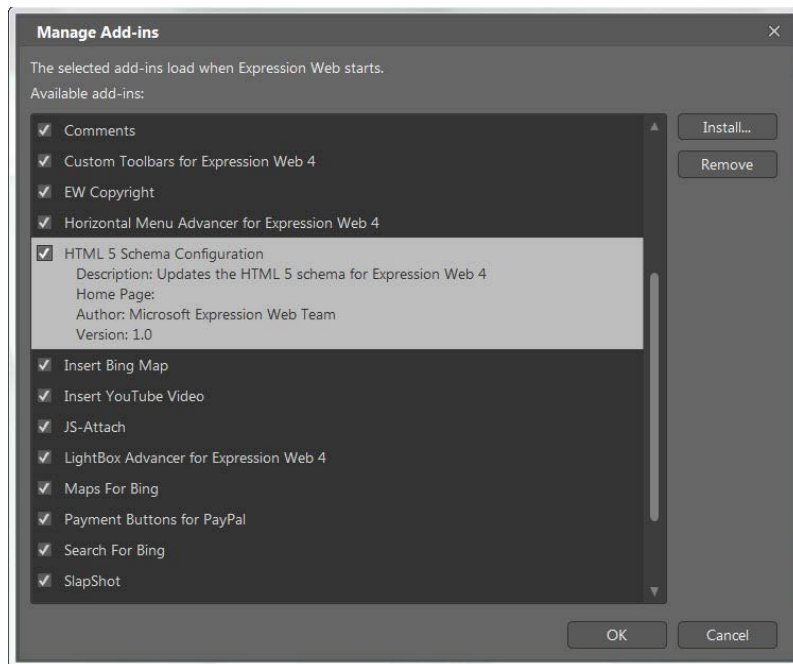 Manage Add-ins
The selected add-ins load when Expression Web starts.
Available add-ins:
Comments
Custom Toolbars for Expression Web 4
EW Copyright
Horizontal Menu Advancer for Expression Web 4
HTML 5 Schema Configuration
Description: Updates the HTML 5 schema for Expression Web 4
Home Page:
Author: Microsoft Expression Web Team
Version: 1.0
Insert Bing Map
Insert YouTube Video
JS-Attach
LightBox Advancer for Expression Web 4
Maps For Bing
Payment Buttons for PayPal
Search For Bing
SlapShot
Install...
Remove
OK
Cancel